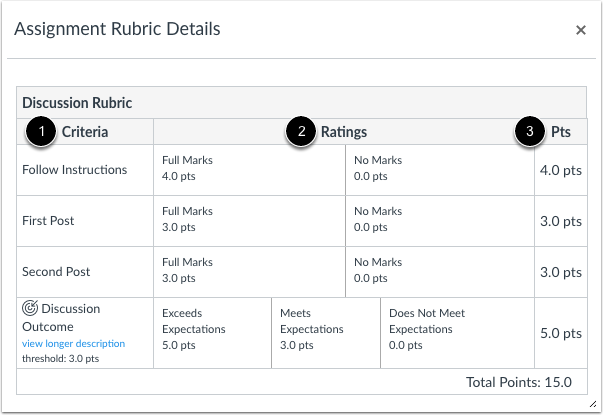 Assignment Rubric Details
×
Discussion Rubric
1 Criteria 2 Ratings 3 Pts
Follow Instructions
Full Marks
4.0 pts
No Marks
0.0 pts
4.0 pts
First Post
Full Marks
3.0 pts
No Marks
0.0 pts
3.0 pts
Second Post
Full Marks
3.0 pts
No Marks
0.0 pts
3.0 pts
Discussion
Outcome
view longer description
threshold: 3.0 pts
Exceeds
Expectations
5.0 pts
Meets
Expectations
3.0 pts
Does Not Meet
Expectations
0.0 pts
5.0 pts
Total Points: 15.0